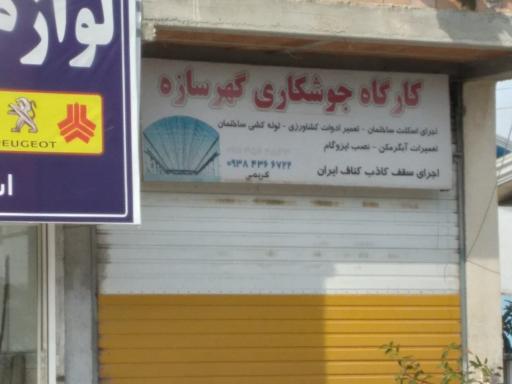 کارگاه جوشکاری گهرسازه
اجرای اسکلت ساختمان - تعمیر ادوات کشاورزی - لوله کشی ساختمان
تعمیرات آبگرمکن - نصب ایزوگام
۰۹۳۸ ۴۳۶ ۶۷۲۲
اجرای سقف کاذب کناف ایران
کریمی
PEUGEOT